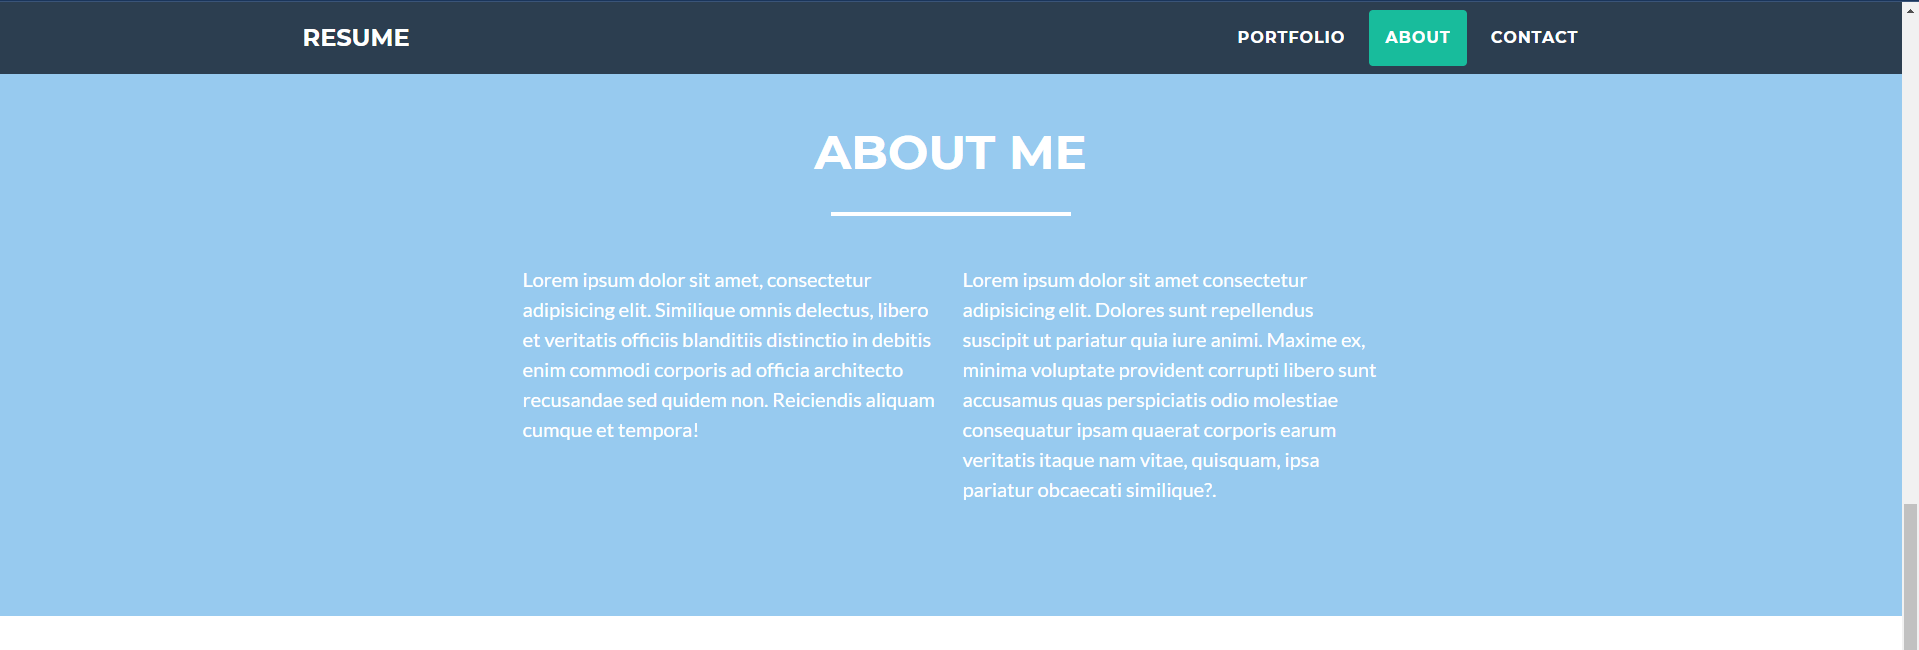 RESUME
PORTFOLIO
ABOUT
CONTACT
ABOUT ME
Lorem ipsum dolor sit amet, consectetur
adipisicing elit. Similique omnis delectus, libero
et veritatis officiis blanditiis distinctio in debitis
enim commodi corporis ad officia architecto
recusandae sed quidem non. Reiciendis aliquam
cumque et tempora!
Lorem ipsum dolor sit amet consectetur
adipisicing elit. Dolores sunt repellendus
suscipit ut pariatur quia iure animi. Maxime ex,
minima voluptate provident corrupti libero sunt
accusamus quas perspiciatis odio molestiae
consequatur ipsam quaerat corporis earum
veritatis itaque nam vitae, quisquam, ipsa
pariatur obcaecati similique?.